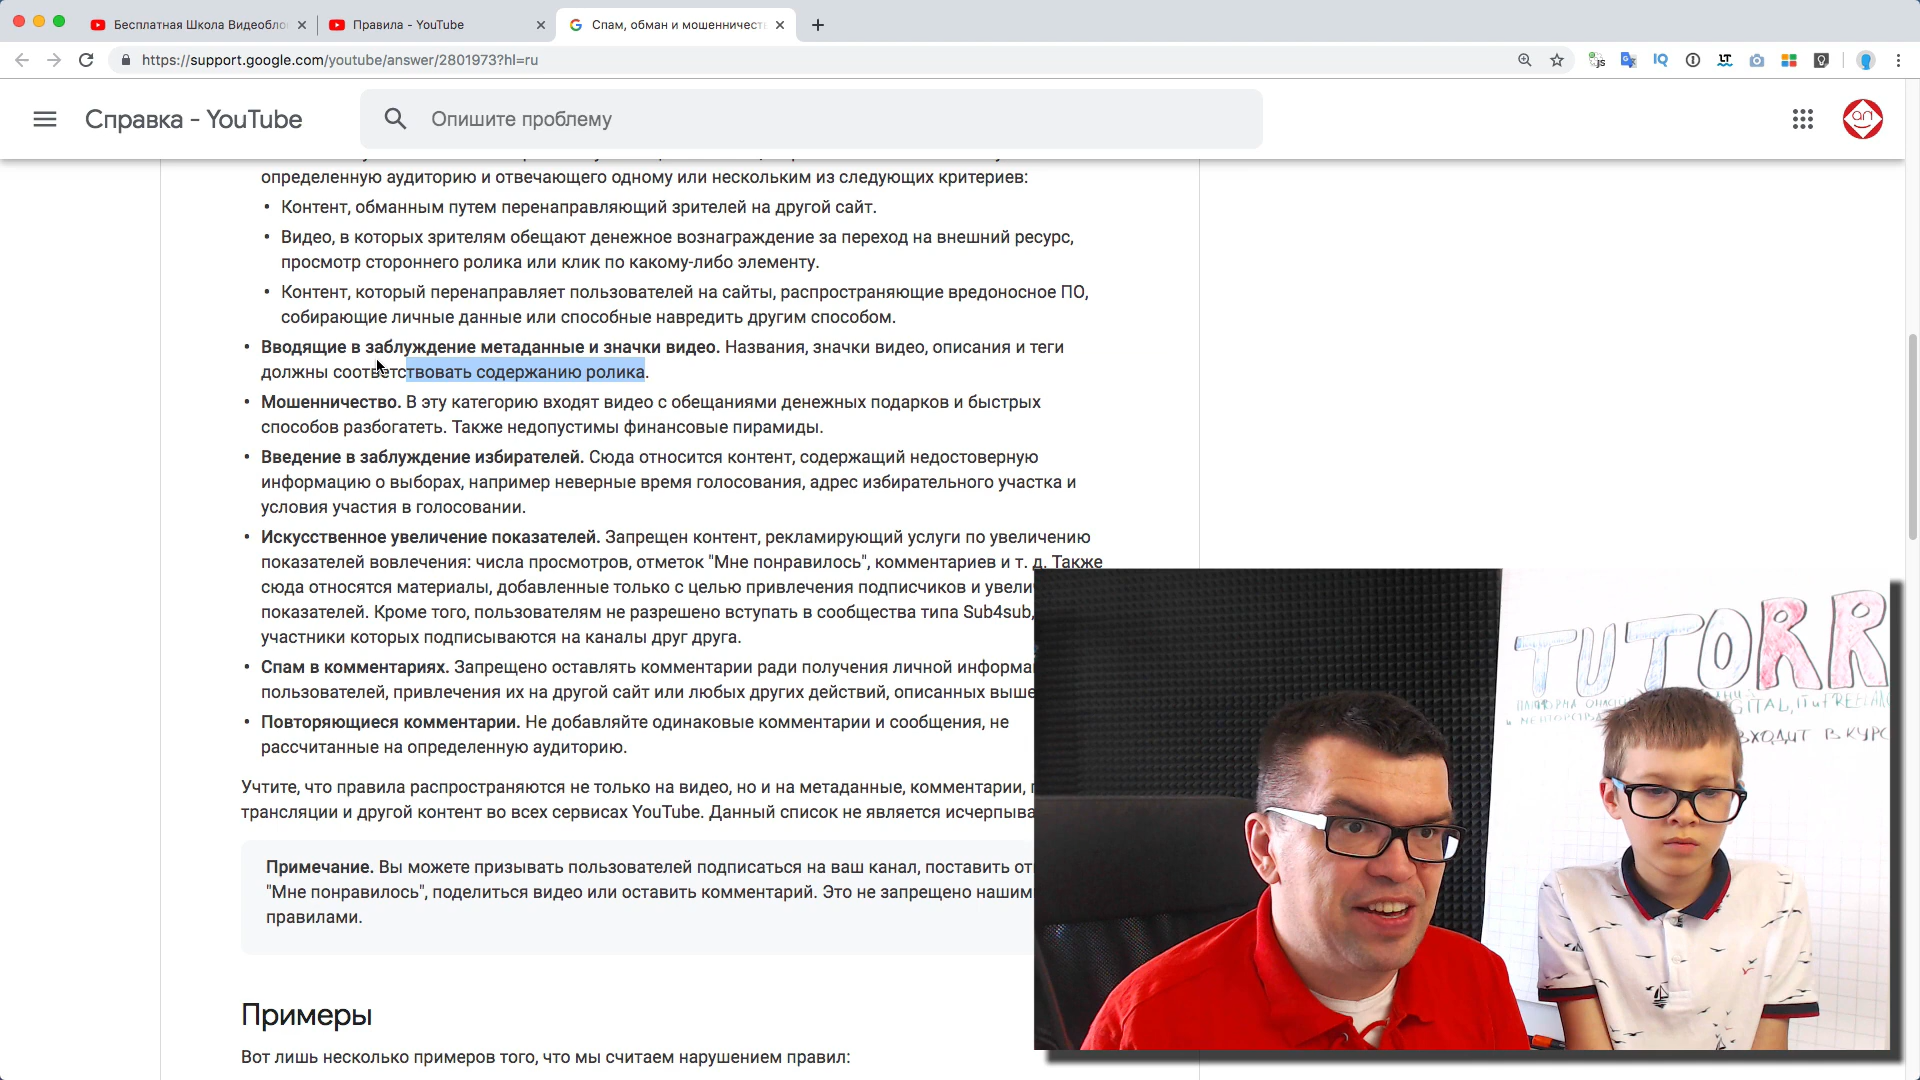 Бесплатная Школа Видеобло
Правила - YouTube
Спам, обман и мошенничест
https://support.google.com/youtube/answer/2801973?hl=ru
Справка - YouTube
Опишите проблему
определенную аудиторию и отвечающего одному или нескольким из следующих критериев:
• Контент, обманным путем перенаправляющий зрителей на другой сайт.
• Видео, в которых зрителям обещают денежное вознаграждение за переход на внешний ресурс,
просмотр стороннего ролика или клик по какому-либо элементу.
• Контент, который перенаправляет пользователей на сайты, распространяющие вредоносное ПО,
собирающие личные данные или способные навредить другим способом.
• Вводящие в заблуждение метаданные и значки видео. Названия, значки видео, описания и теги
должны соответствовать содержанию ролика.
• Мошенничество. В эту категорию входят видео с обещаниями денежных подарков и быстрых
способов разбогатеть. Также недопустимы финансовые пирамиды.
• Введение в заблуждение избирателей. Сюда относится контент, содержащий недостоверную
информацию о выборах, например неверные время голосования, адрес избирательного участка и
условия участия в голосовании.
• Искусственное увеличение показателей. Запрещен контент, рекламирующий услуги по увеличению
показателей вовлечения: числа просмотров, отметок "Мне понравилось", комментариев и т. д. Также
сюда относятся материалы, добавленные только с целью привлечения подписчиков и увели
показателей. Кроме того, пользователям не разрешено вступать в сообщества типа Sub4sub,
участники которых подписываются на каналы друг друга.
• Спам в комментариях. Запрещено оставлять комментарии ради получения личной информа
пользователей, привлечения их на другой сайт или любых других действий, описанных выше
• Повторяющиеся комментарии. Не добавляйте одинаковые комментарии и сообщения, не
рассчитанные на определенную аудиторию.
Учтите, что правила распространяются не только на видео, но и на метаданные, комментарии,
трансляции и другой контент во всех сервисах YouTube. Данный список не является исчерпыва
Примечание. Вы можете призывать пользователей подписаться на ваш канал, поставить от
"Мне понравилось", поделиться видео или оставить комментарий. Это не запрещено нашим
правилами.
Примеры
Вот лишь несколько примеров того, что мы считаем нарушением правил:
TUTORR
DIGITAL, IT и FREELANC
ВХОДИТ В КУРС